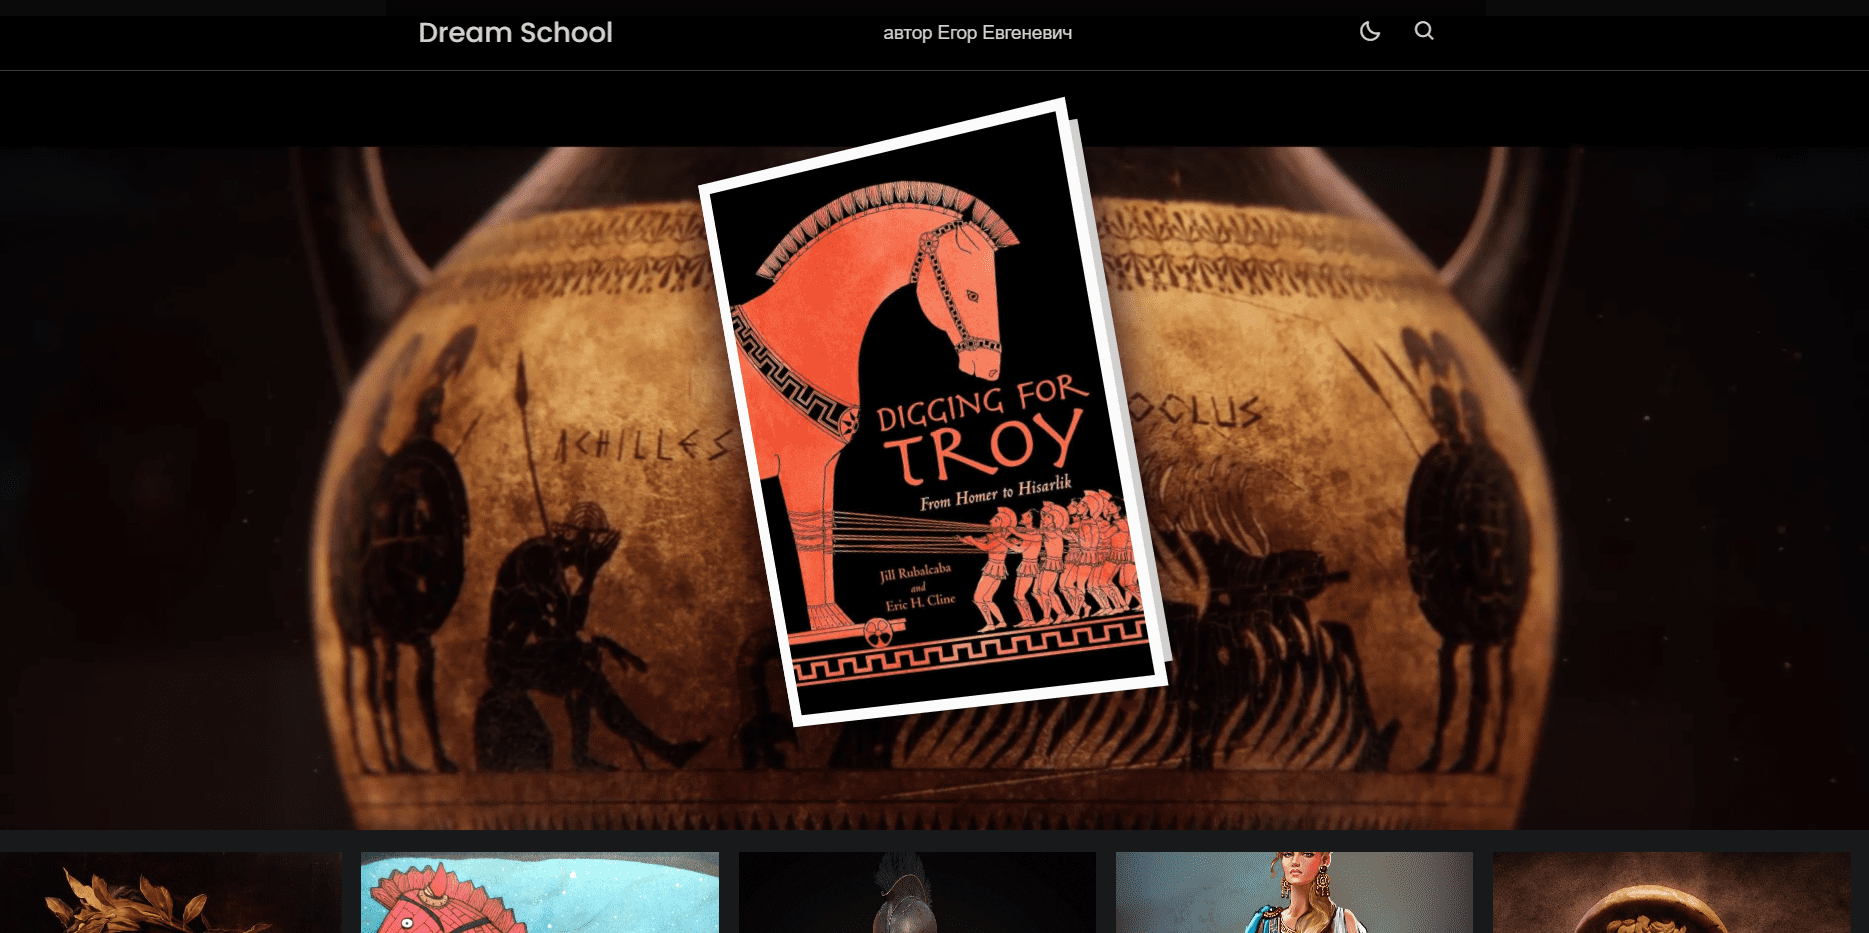 Dream School
автор Егор Евгеневич
ACHILLES
OCLUS
DIGGING FOR
TROY
From Homer to Hisarlik
Jill Rubalcaba
and
Eric H. Cline